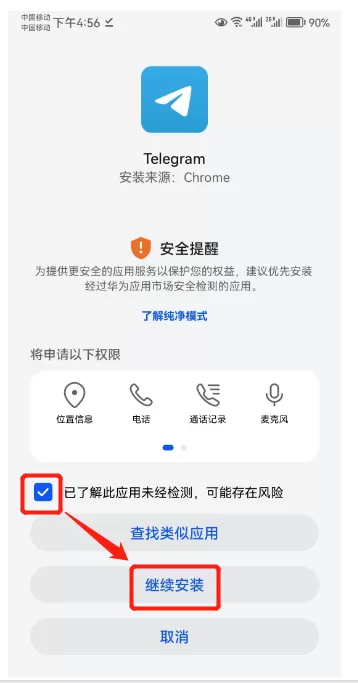 中国移动
中国移动
下午4:56
90%
Telegram
安装来源：Chrome
安全提醒
为提供更安全的应用服务以保护您的权益，建议优先安装
经过华为应用市场安全检测的应用。
了解纯净模式
将申请以下权限
位置信息 电话 通话记录 麦克风
已了解此应用未经检测，可能存在风险
查找类似应用
继续安装
取消